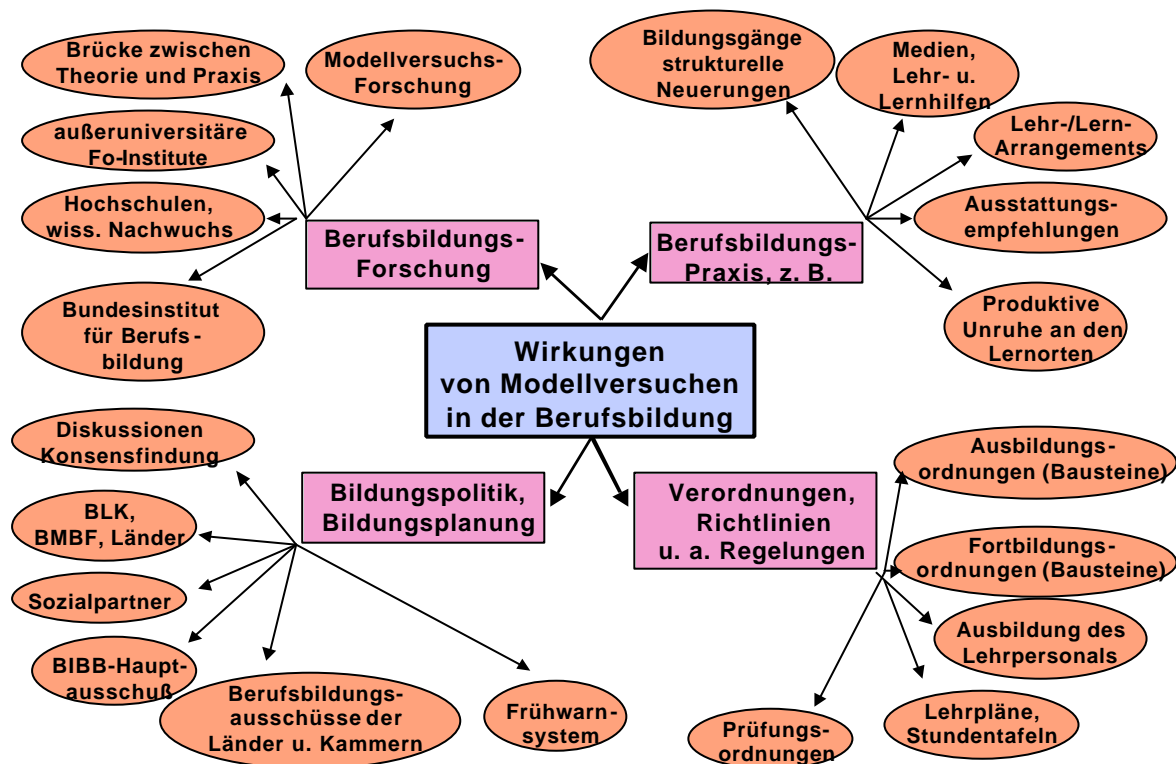 Brücke zwischen
Theorie und Praxis
Modellversuchs-
Forschung
außeruniversitäre
Fo-Institute
Hochschulen,
wiss. Nachwuchs
Bundesinstitut
für Berufs-
bildung
Berufsbildungs-
Forschung
Bildungsgänge
strukturelle
Neuerungen
Medien,
Lehr- u.
Lernhilfen
Lehr-/Lern-
Arrangements
Ausstattungs-
empfehlungen
Produktive
Unruhe an den
Lernorten
Berufsbildungs-
Praxis, z. B.
Wirkungen
von Modellversuchen
in der Berufsbildung
Diskussionen
Konsensfindung
BLK,
BMBF, Länder
Sozialpartner
BIBB-Haupt-
ausschuß
Berufsbildungs-
ausschüsse der
Länder u. Kammern
Frühwarn-
system
Bildungspolitik,
Bildungsplanung
Verordnungen,
Richtlinien
u. a. Regelungen
Ausbildungs-
ordnungen (Bausteine)
Fortbildungs-
ordnungen (Bausteine)
Ausbildung des
Lehrpersonals
Lehrpläne,
Stundentafeln
Prüfungs-
ordnungen